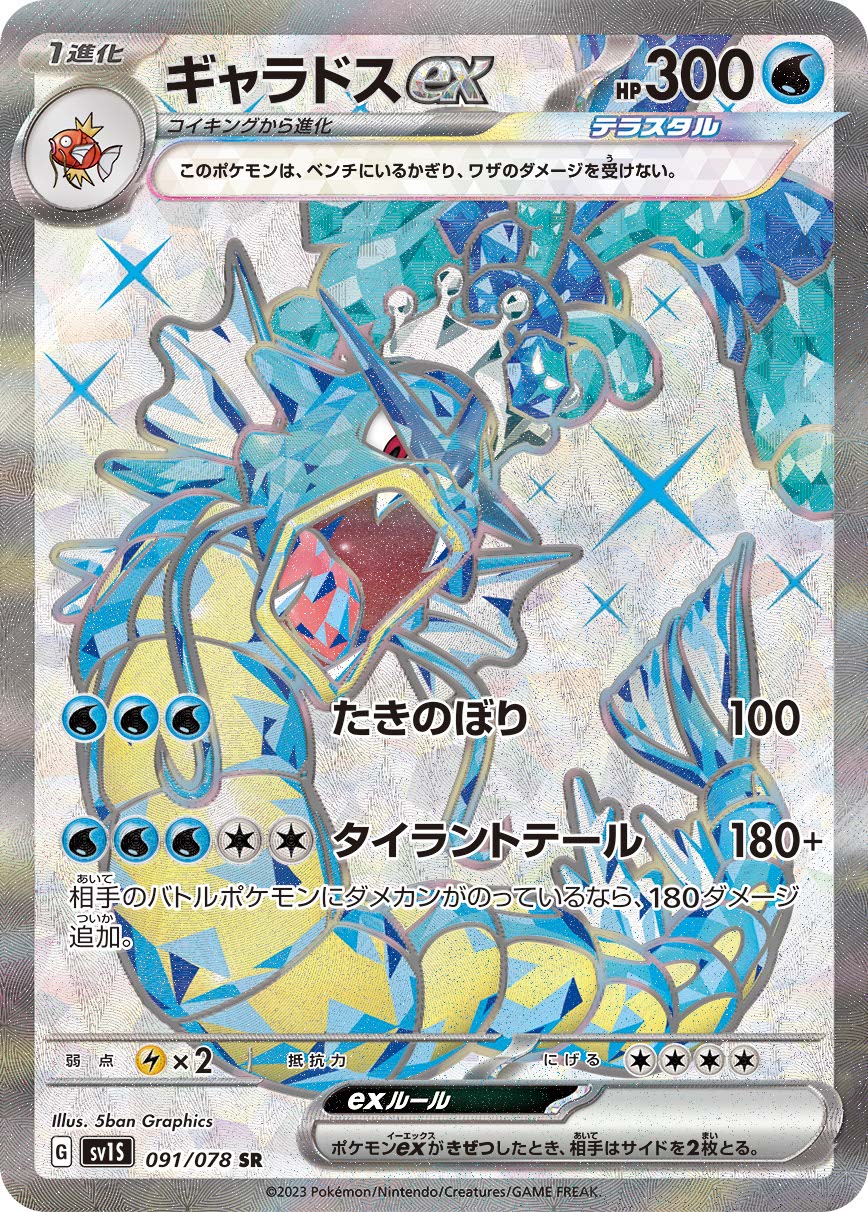 1進化
ギャラドスex
HP300
コイキングから進化
テラスタル
このポケモンは、ベンチにいるかぎり、ワザのダメージを受けない。
たきのぼり 100
タイラントテール 180+
相手のバトルポケモンにダメカンがのっているなら、180ダメージ
追加。
弱点 ×2 抵抗力 にげる
exルール
ポケモンexがきぜつしたとき、相手はサイドを2枚とる。
Illus. 5ban Graphics
G sv1S 091/078 SR
©2023 Pokémon/Nintendo/Creatures/GAME FREAK.